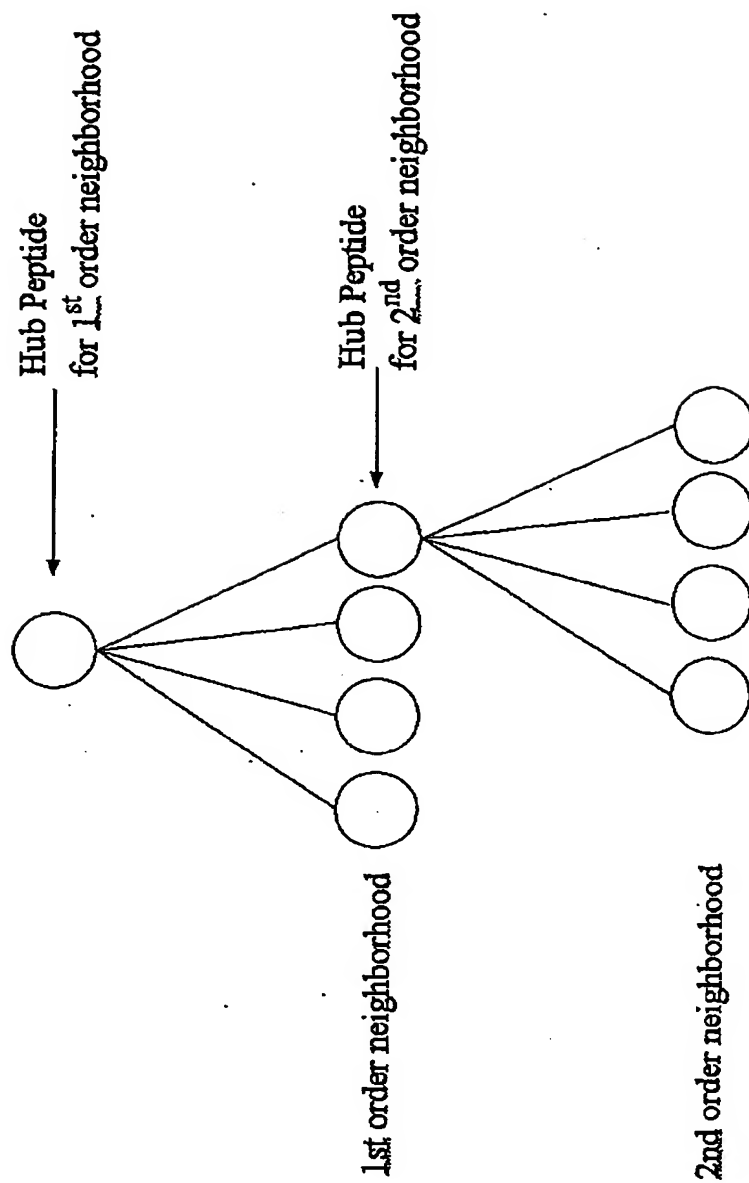 Hub Peptide
for 1st order neighborhood
Hub Peptide
for 2nd order neighborhood
1st order neighborhood
2nd order neighborhood